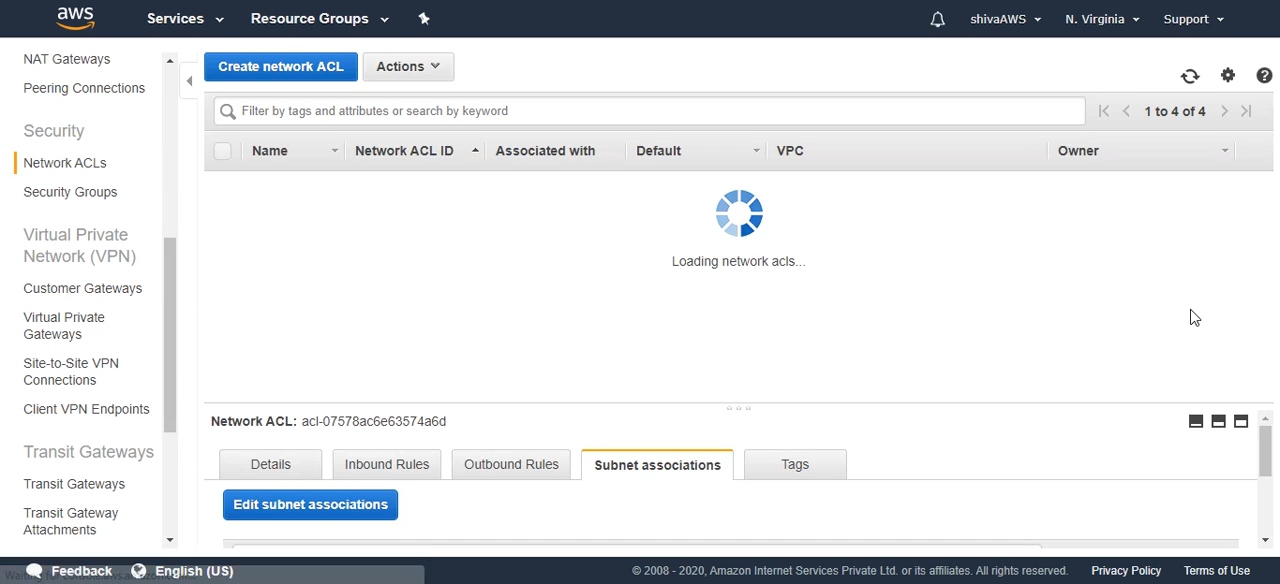 aws
Services
Resource Groups
shivaAWS
N. Virginia
Support
NAT Gateways
Peering Connections
Security
Network ACLs
Security Groups
Virtual Private
Network (VPN)
Customer Gateways
Virtual Private
Gateways
Site-to-Site VPN
Connections
Client VPN Endpoints
Transit Gateways
Transit Gateways
Transit Gateway
Attachments
Create network ACL
Actions
Filter by tags and attributes or search by keyword
1 to 4 of 4
Name
Network ACL ID
Associated with
Default
VPC
Owner
Loading network acls...
Network ACL: acl-07578ac6e63574a6d
Details
Inbound Rules
Outbound Rules
Subnet associations
Tags
Edit subnet associations
Feedback
English (US)
© 2008 - 2020, Amazon Internet Services Private Ltd. or its affiliates. All rights reserved.
Privacy Policy
Terms of Use